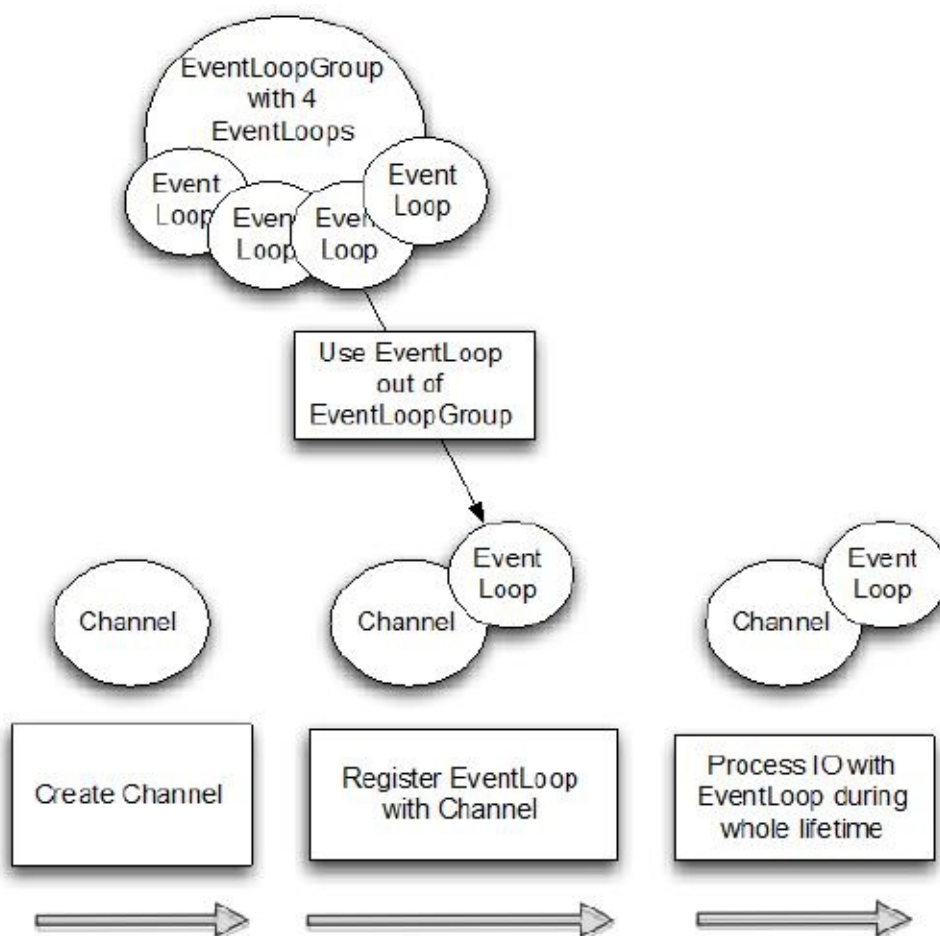 EventLoopGroup
with 4
EventLoops
Event
Loop
Event
Loop
Event
Loop
Event
Loop
Use EventLoop
out of
EventLoopGroup
Channel
Channel
Event
Loop
Channel
Event
Loop
Create Channel
Register EventLoop
with Channel
Process IO with
EventLoop during
whole lifetime